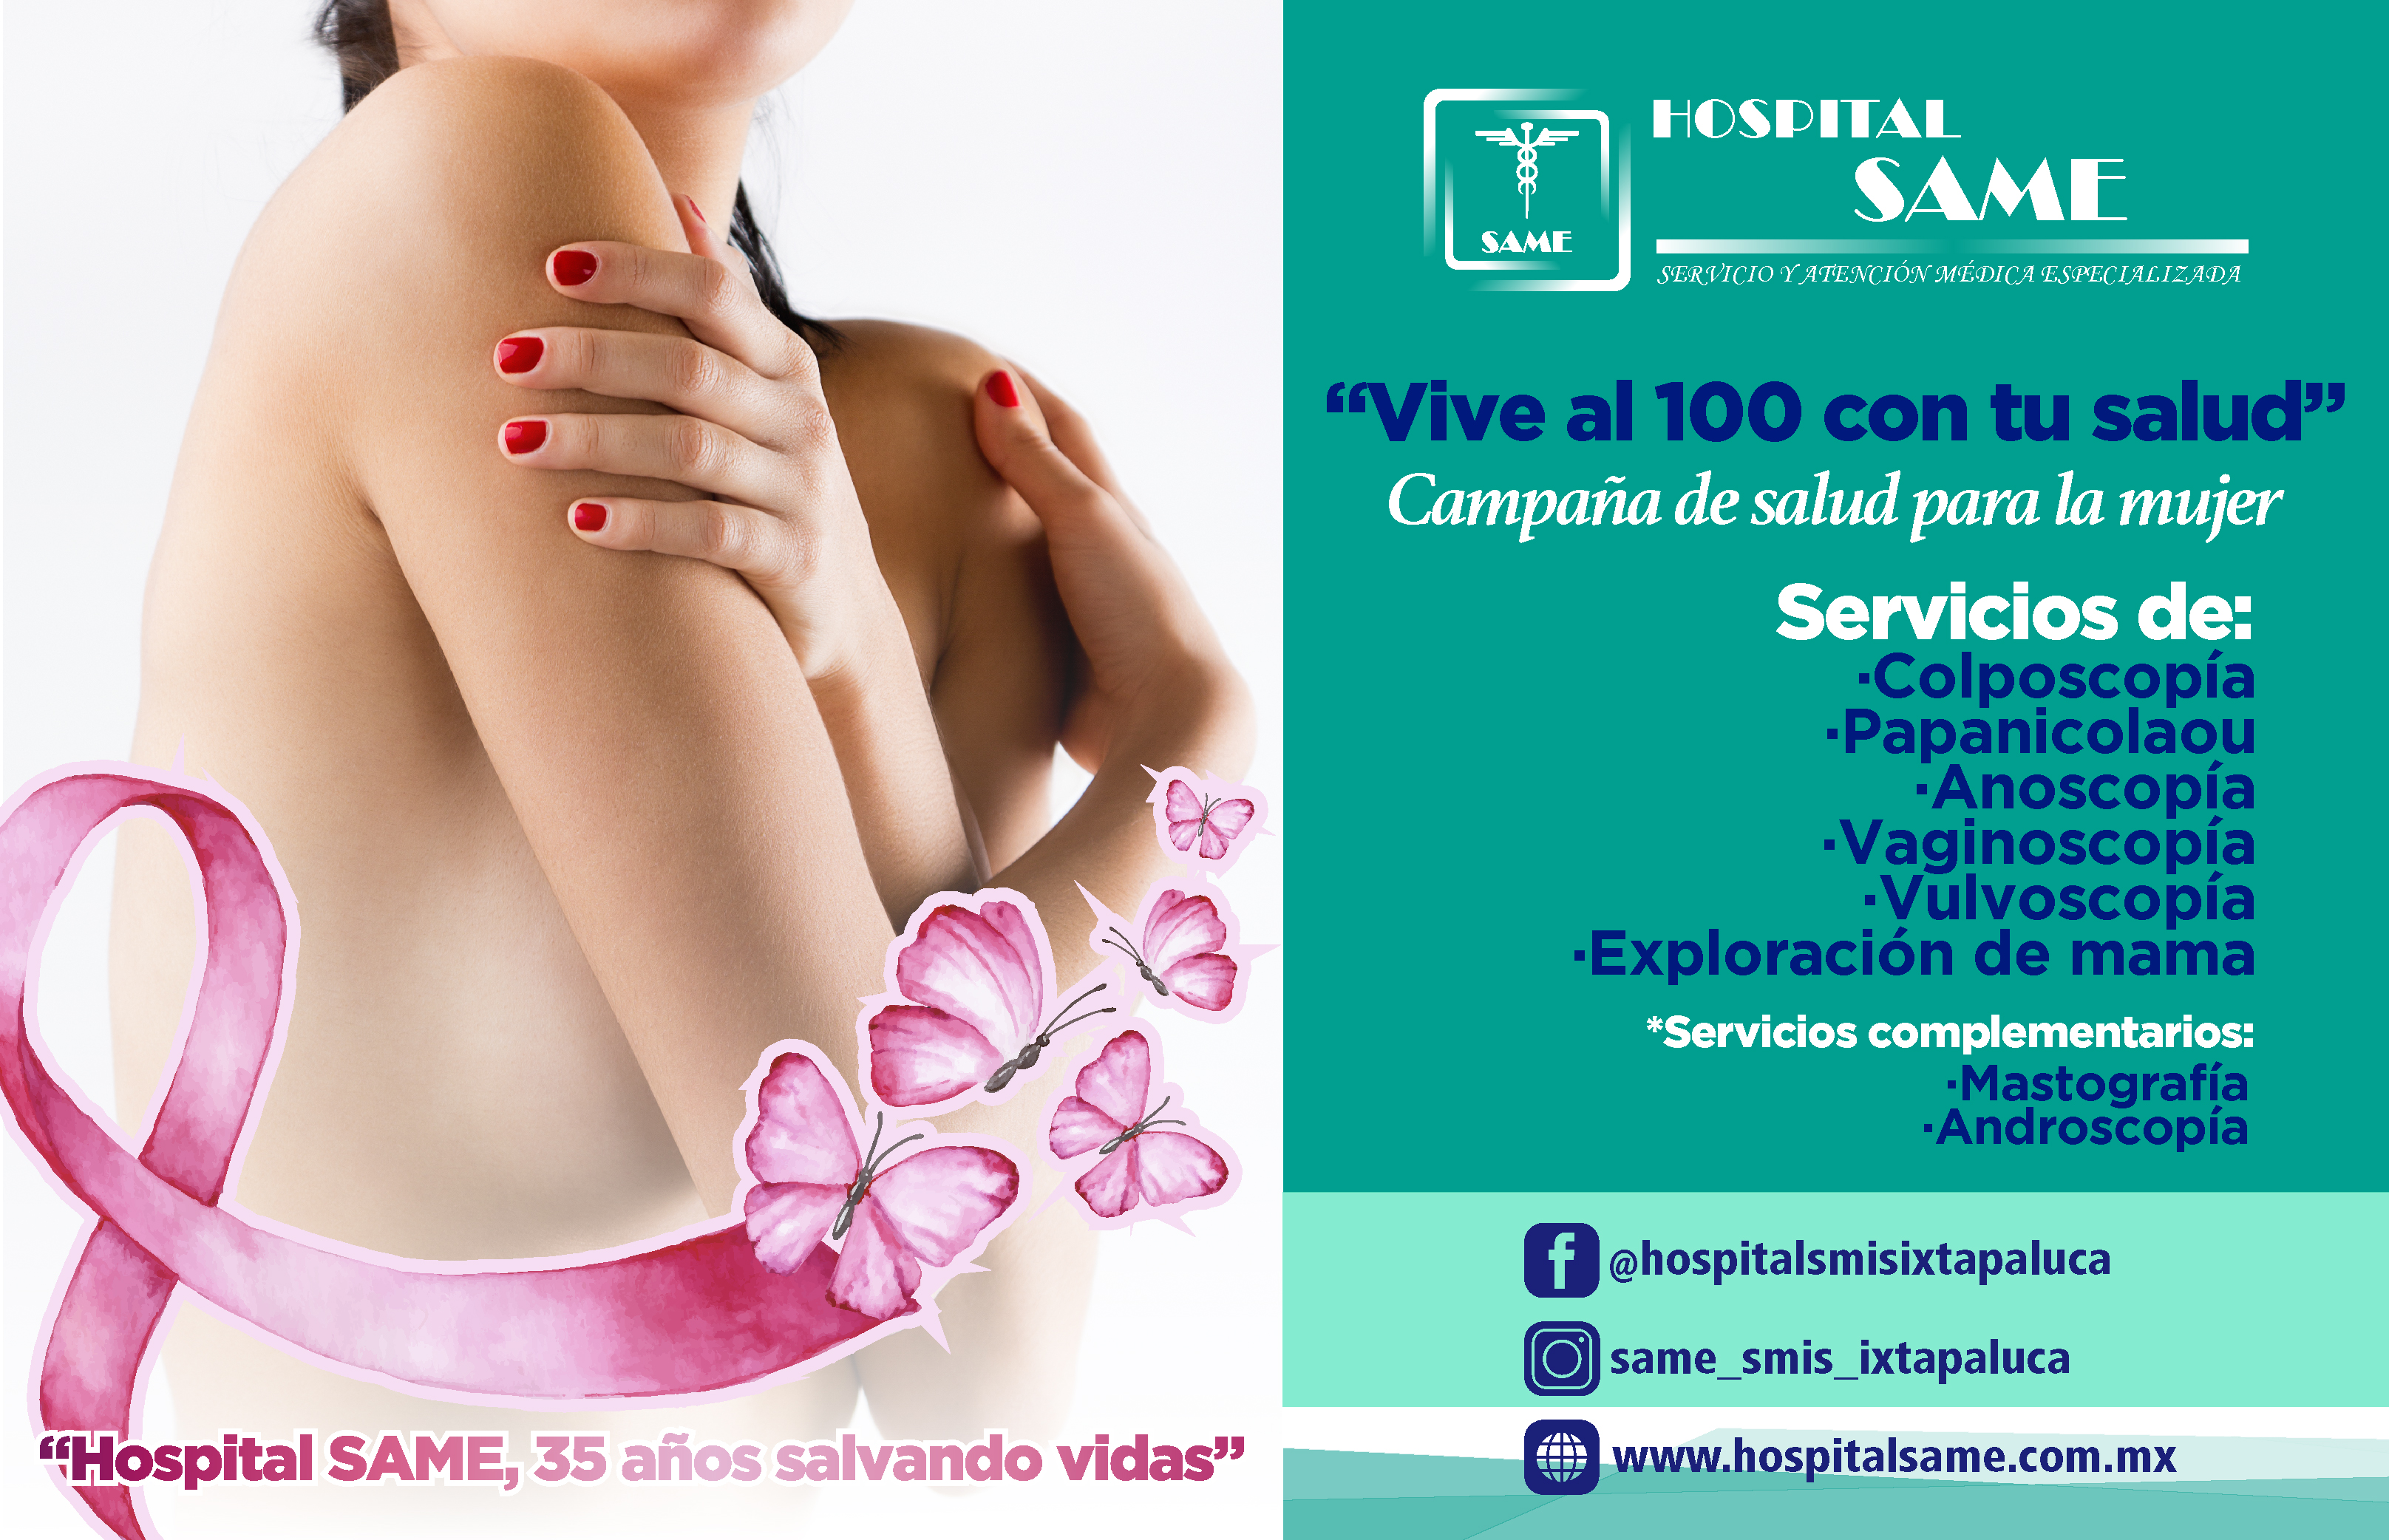 HOSPITAL
SAME
SAME
SERVICIO Y ATENCIÓN MÉDICA ESPECIALIZADA
“Vive al 100 con tu salud”
Campaña de salud para la mujer
Servicios de:
·Colposcopía
·Papanicolaou
·Anoscopía
·Vaginoscopía
·Vulvoscopía
·Exploración de mama
*Servicios complementarios:
·Mastografía
·Androscopía
@hospitalsmisixtapaluca
same_smis_ixtapaluca
www.hospitalsame.com.mx
“Hospital SAME, 35 años salvando vidas”